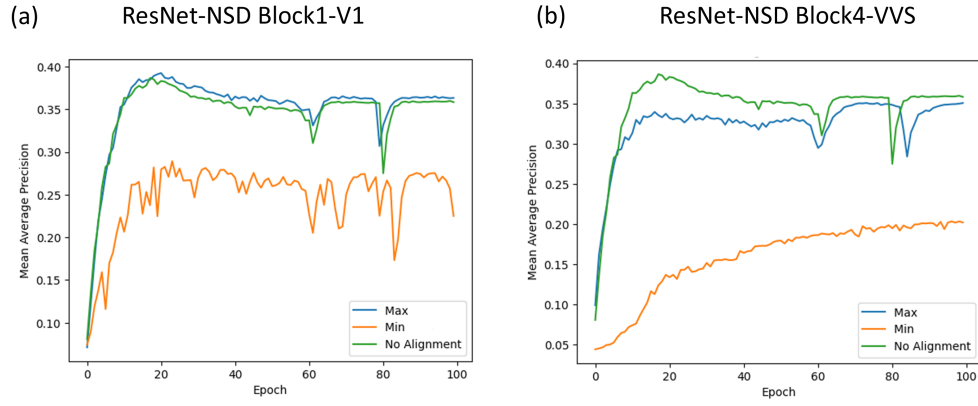 (a)
ResNet-NSD Block1-V1
Mean Average Precision
0.40
0.35
0.30
0.25
0.20
0.15
0.10
0
20
40
60
80
100
Epoch
Max
Min
No Alignment
(b)
ResNet-NSD Block4-VVS
Mean Average Precision
0.40
0.35
0.30
0.25
0.20
0.15
0.10
0.05
0
20
40
60
80
100
Epoch
Max
Min
No Alignment